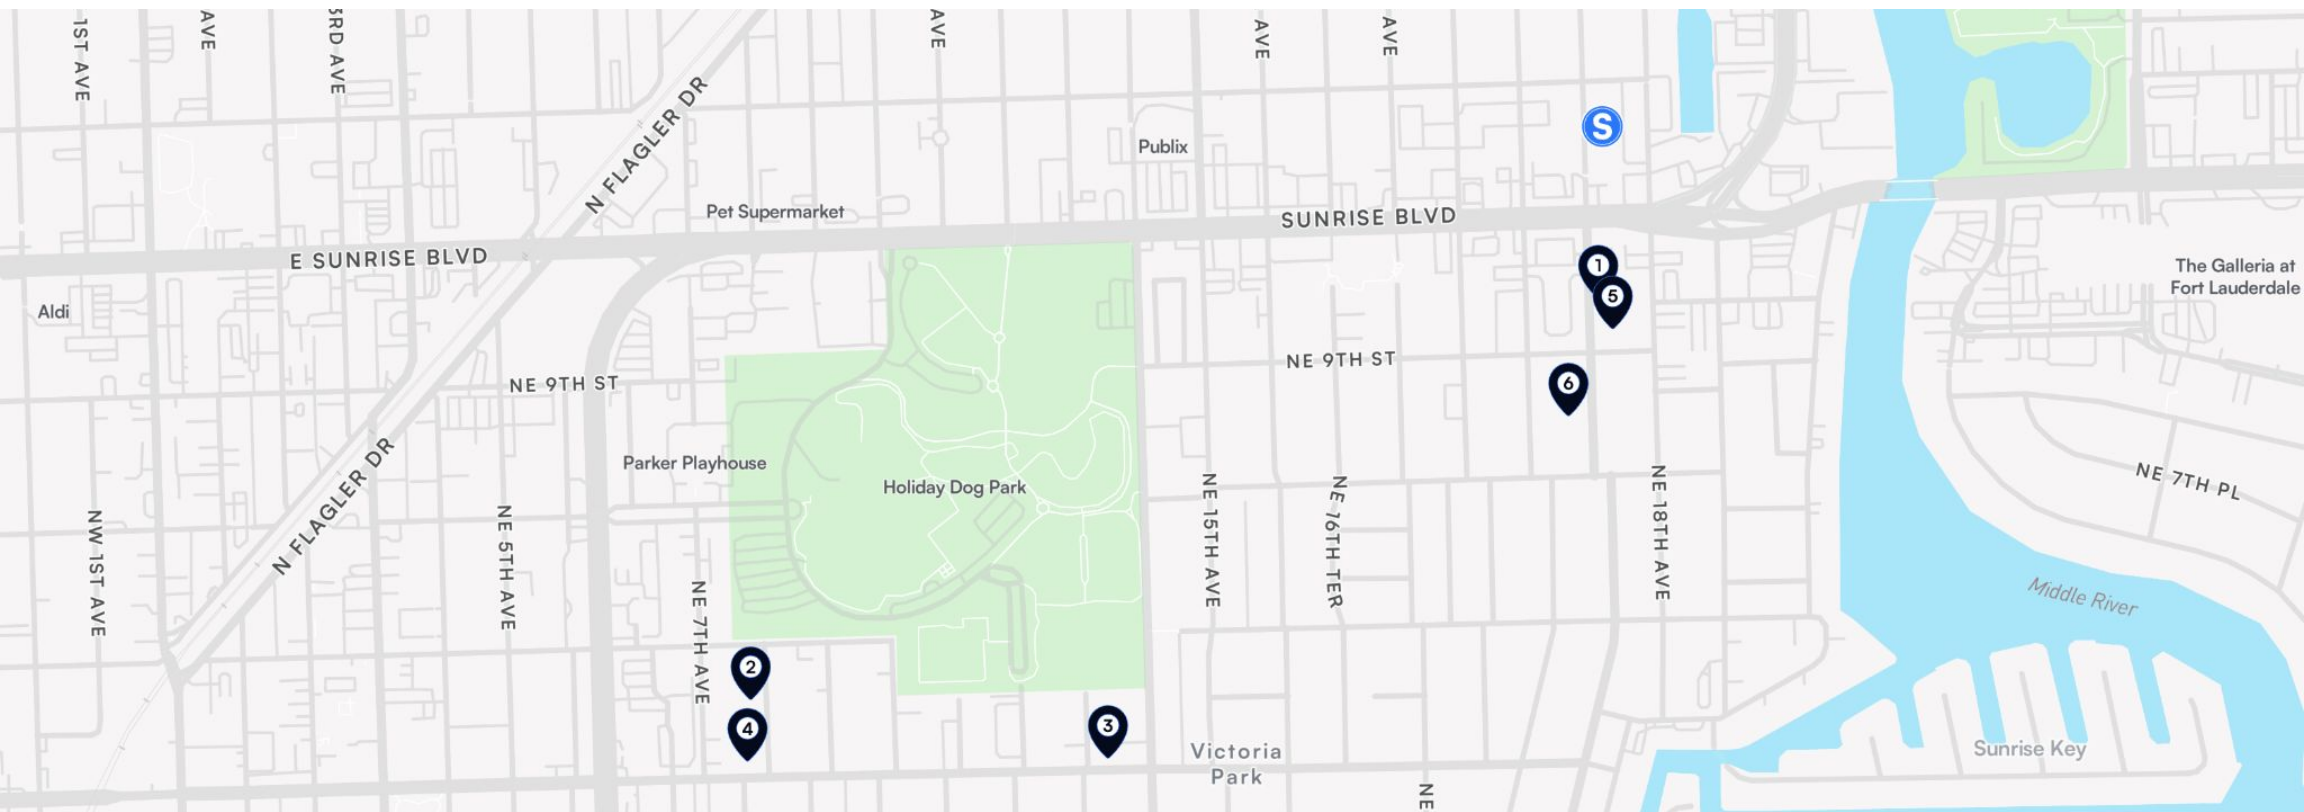 1ST AVE
AVE
3RD AVE
AVE
AVE
AVE
N FLAGLER DR
S
Publix
Pet Supermarket
SUNRISE BLVD
E SUNRISE BLVD
1
5
The Galleria at
Fort Lauderdale
Aldi
NE 9TH ST
NE 9TH ST
6
N FLAGLER DR
Parker Playhouse
Holiday Dog Park
NE 7TH PL
NW 1ST AVE
NE 5TH AVE
NE 15TH AVE
NE 16TH TER
NE 18TH AVE
NE 7TH AVE
Middle River
2
4
3
Victoria
Park
Sunrise Key
NE